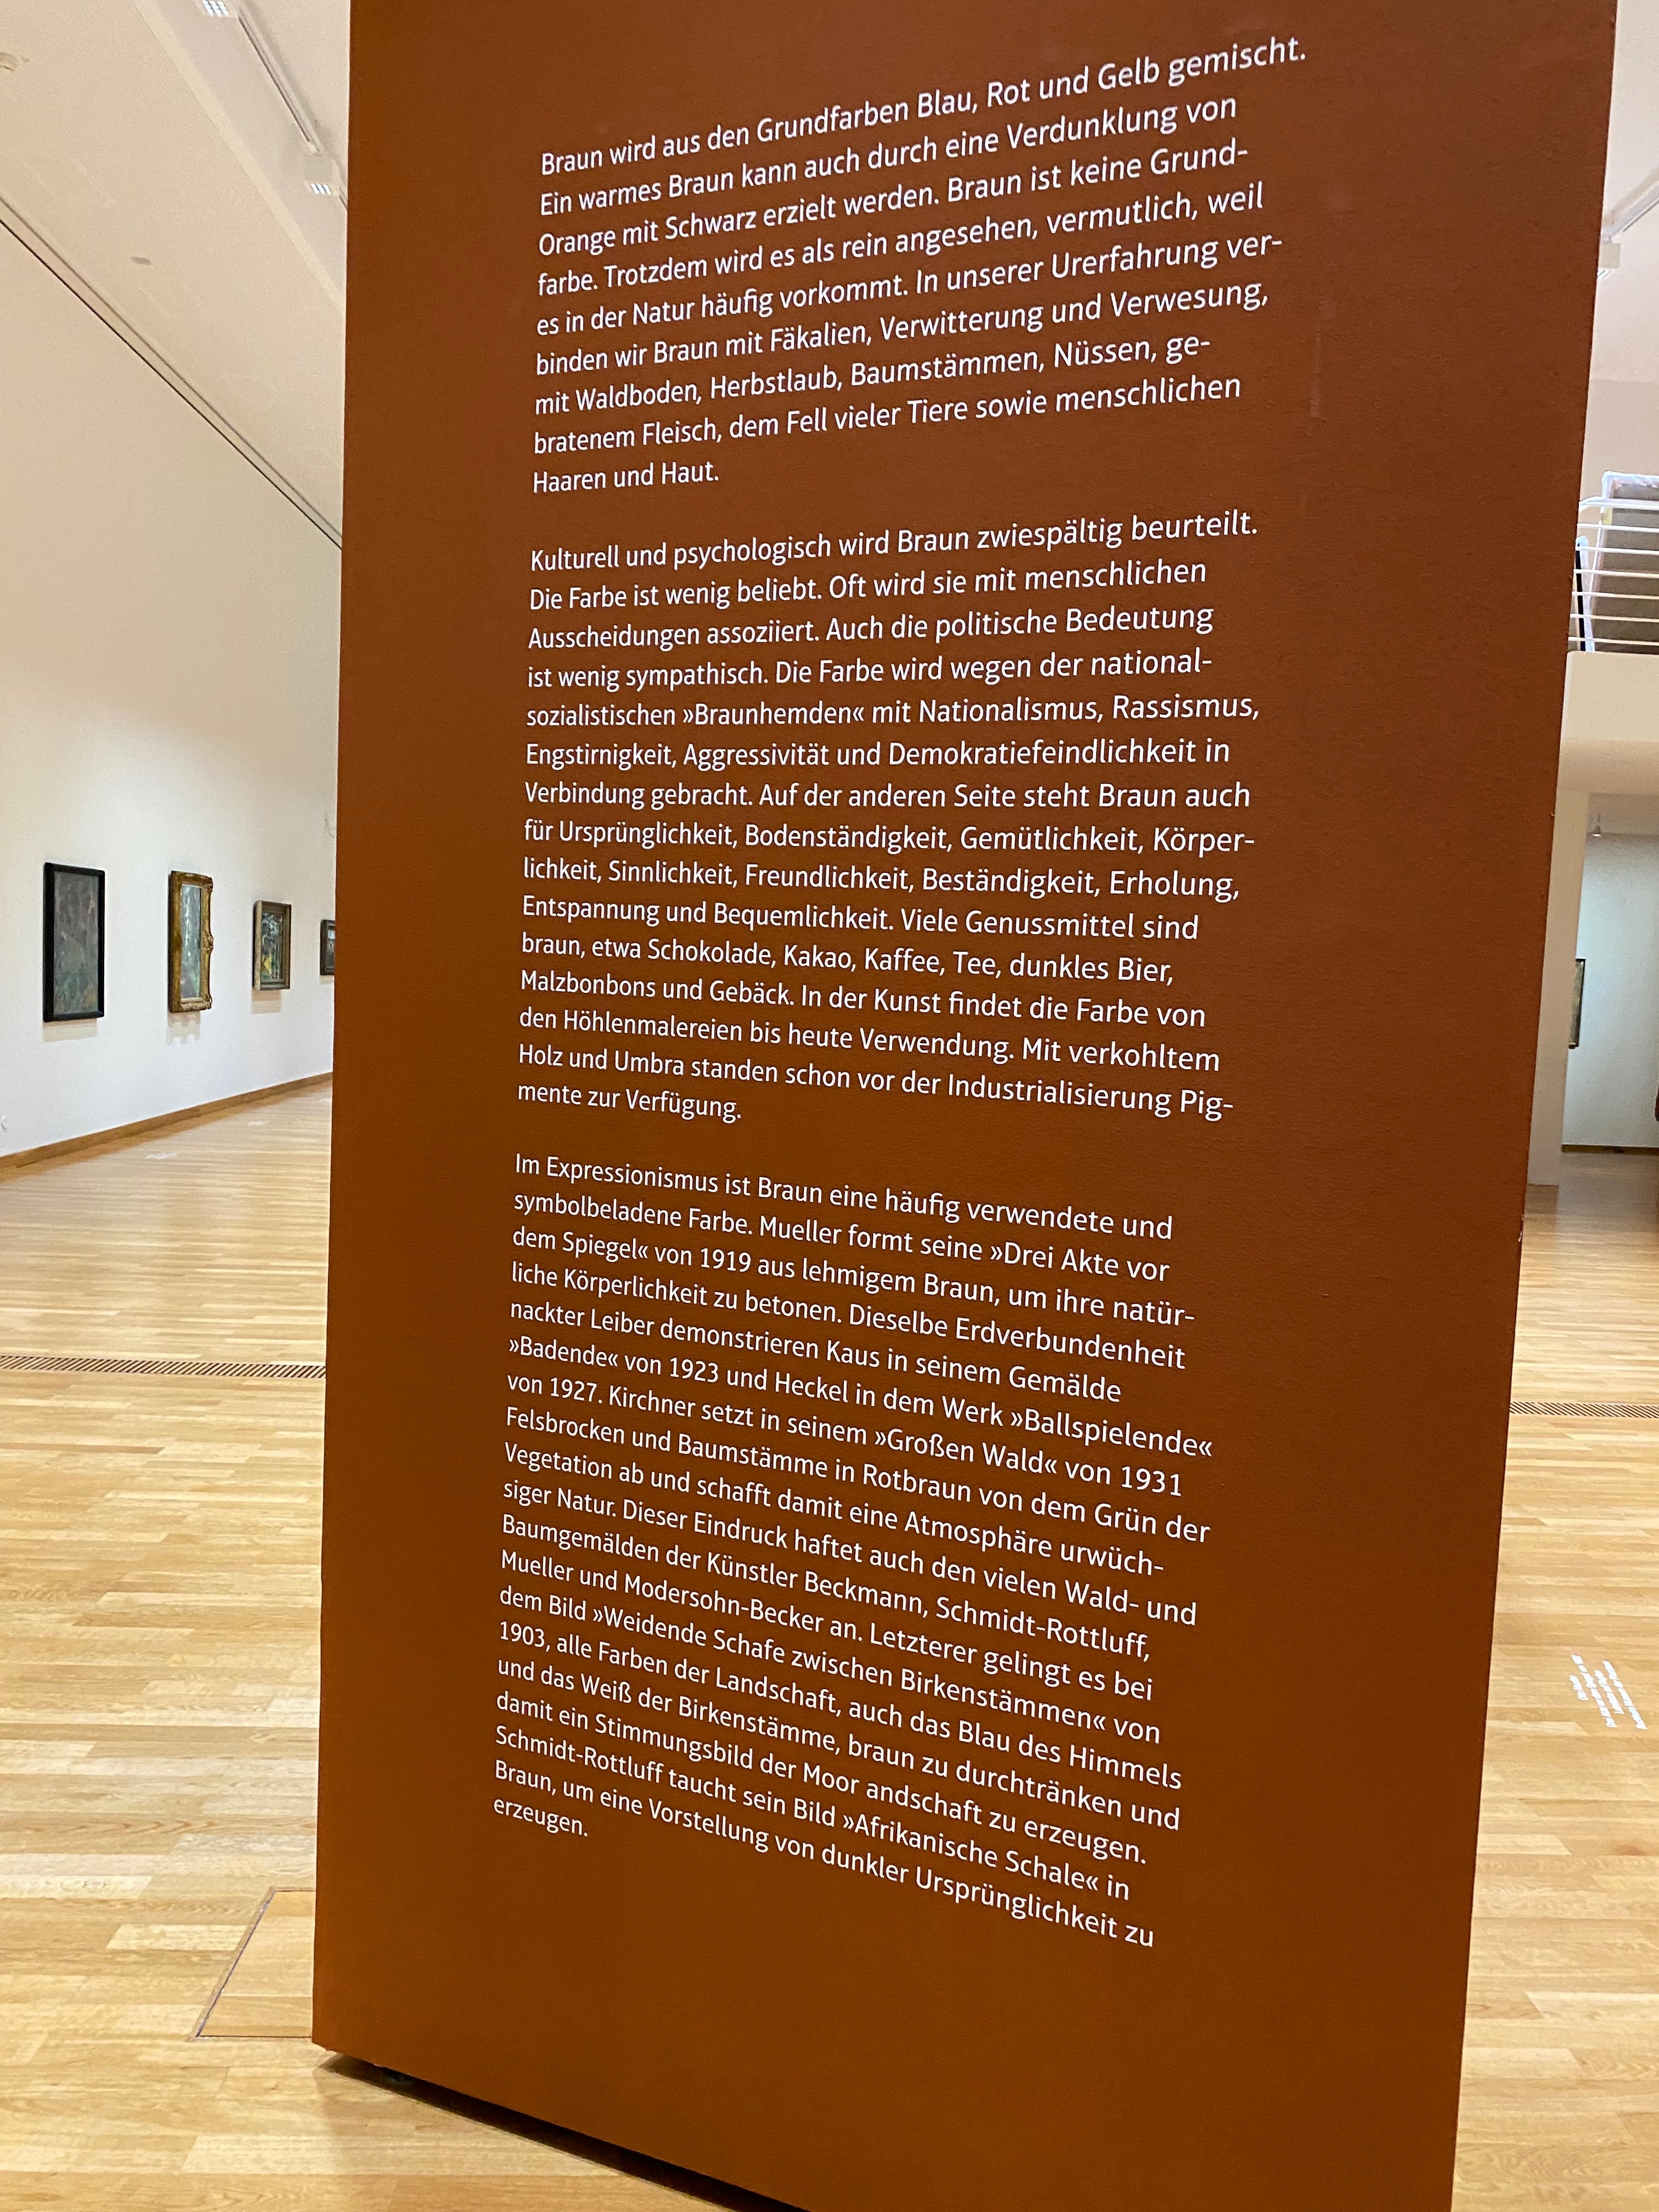 Braun wird aus den Grundfarben Blau, Rot und Gelb gemischt.
Ein warmes Braun kann auch durch eine Verdunklung von
Orange mit Schwarz erzielt werden. Braun ist keine Grund-
farbe. Trotzdem wird es als rein angesehen, vermutlich, weil
es in der Natur häufig vorkommt. In unserer Urerfahrung ver-
binden wir Braun mit Fäkalien, Verwitterung und Verwesung,
mit Waldboden, Herbstlaub, Baumstämmen, Nüssen, ge-
bratenem Fleisch, dem Fell vieler Tiere sowie menschlichen
Haaren und Haut.
Kulturell und psychologisch wird Braun zwiespältig beurteilt.
Die Farbe ist wenig beliebt. Oft wird sie mit menschlichen
Ausscheidungen assoziiert. Auch die politische Bedeutung
ist wenig sympathisch. Die Farbe wird wegen der national-
sozialistischen »Braunhemden« mit Nationalismus, Rassismus,
Engstirnigkeit, Aggressivität und Demokratiefeindlichkeit in
Verbindung gebracht. Auf der anderen Seite steht Braun auch
für Ursprünglichkeit, Bodenständigkeit, Gemütlichkeit, Körper-
lichkeit, Sinnlichkeit, Freundlichkeit, Beständigkeit, Erholung,
Entspannung und Bequemlichkeit. Viele Genussmittel sind
braun, etwa Schokolade, Kakao, Kaffee, Tee, dunkles Bier,
Malzbonbons und Gebäck. In der Kunst findet die Farbe von
den Höhlenmalereien bis heute Verwendung. Mit verkohltem
Holz und Umbra standen schon vor der Industrialisierung Pig-
mente zur Verfügung.
Im Expressionismus ist Braun eine häufig verwendete und
symbolbeladene Farbe. Mueller formt seine »Drei Akte vor
dem Spiegel« von 1919 aus lehmigem Braun, um ihre natür-
liche Körperlichkeit zu betonen. Dieselbe Erdverbundenheit
nackter Leiber demonstrieren Kaus in seinem Gemälde
»Badende« von 1923 und Heckel in dem Werk »Ballspielende«
von 1927. Kirchner setzt in seinem »Großen Wald« von 1931
Felsbrocken und Baumstämme in Rotbraun von dem Grün der
Vegetation ab und schafft damit eine Atmosphäre urwüch-
siger Natur. Dieser Eindruck haftet auch den vielen Wald- und
Baumgemälden der Künstler Beckmann, Schmidt-Rottluff,
Mueller und Modersohn-Becker an. Letzterer gelingt es bei
dem Bild »Weidende Schafe zwischen Birkenstämmen« von
1903, alle Farben der Landschaft, auch das Blau des Himmels
und das Weiß der Birkenstämme, braun zu durchtränken und
damit ein Stimmungsbild der Moor andschaft zu erzeugen.
Schmidt-Rottluff taucht sein Bild »Afrikanische Schale« in
Braun, um eine Vorstellung von dunkler Ursprünglichkeit zu
erzeugen.